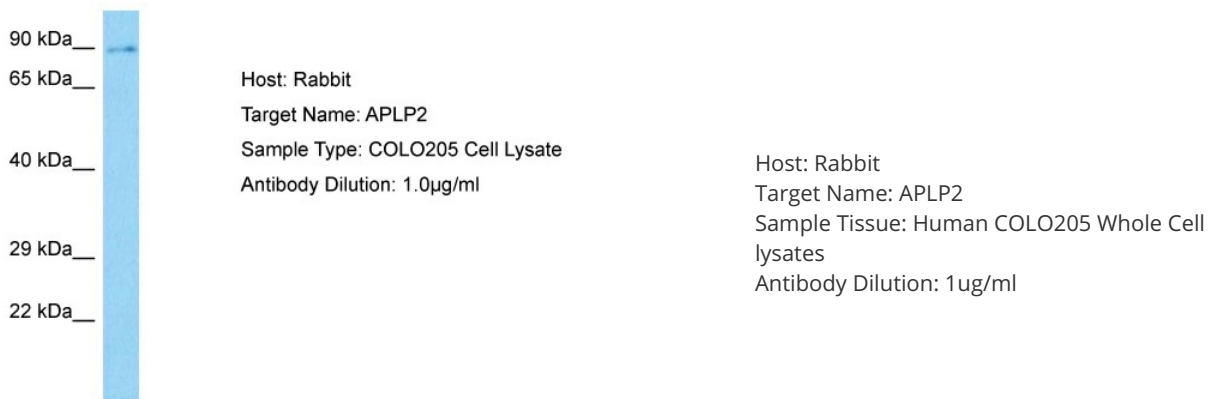 90 kDa__
65 kDa__
40 kDa__
29 kDa__
22 kDa__
Host: Rabbit
Target Name: APLP2
Sample Type: COLO205 Cell Lysate
Antibody Dilution: 1.0µg/ml
Host: Rabbit
Target Name: APLP2
Sample Tissue: Human COLO205 Whole Cell
lysates
Antibody Dilution: 1ug/ml